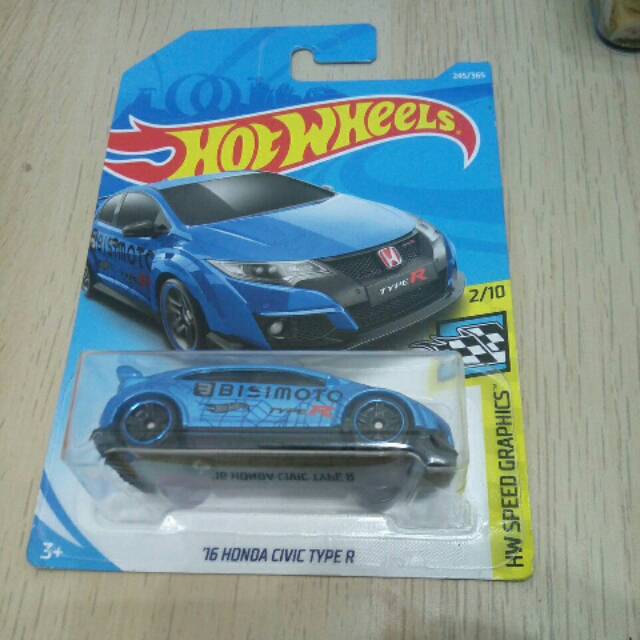 245/365
HOT WHEELS
BISIMOTO
TYPE R
2/10
BISIMOTO
TYPE R
'16 HONDA CIVIC TYPE R
3+
'16 HONDA CIVIC TYPE R
HW SPEED GRAPHICS